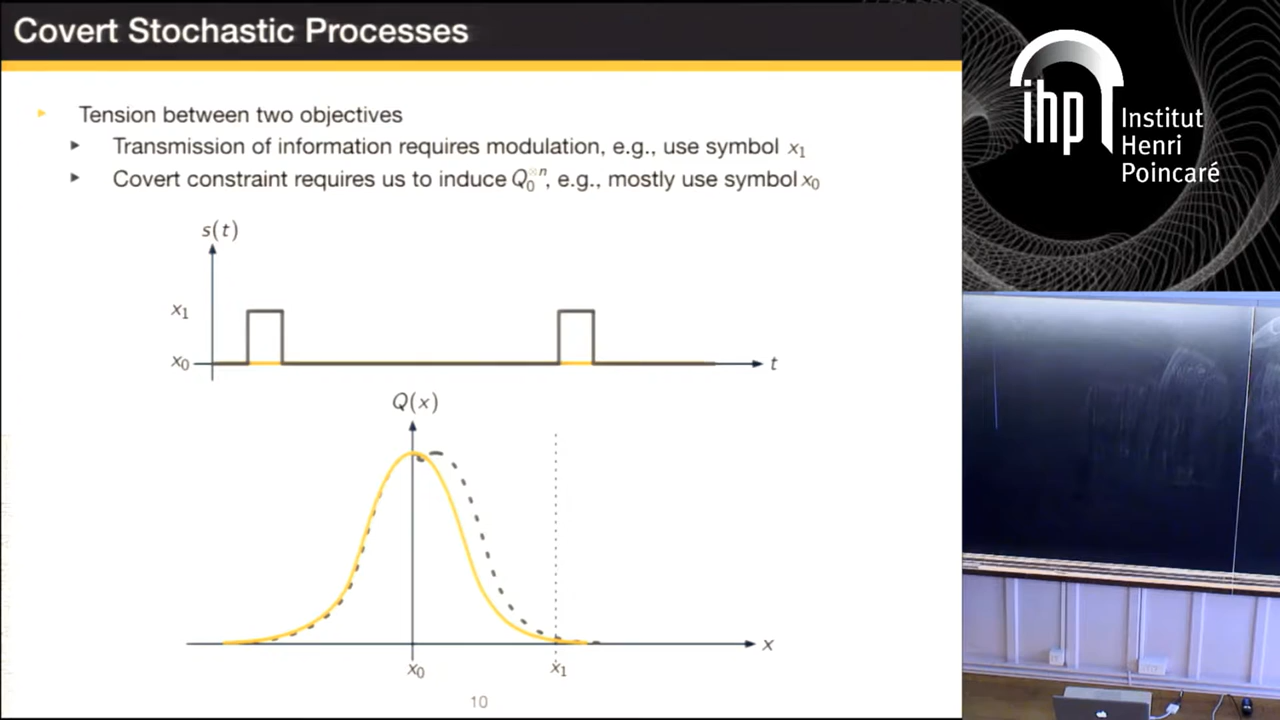 Covert Stochastic Processes
Tension between two objectives
Transmission of information requires modulation, e.g., use symbol x₁
Covert constraint requires us to induce Q₀^⊗n, e.g., mostly use symbol x₀
s(t)
x₁
x₀
t
Q(x)
x
x₀
x₁
10
ihp
Institut
Henri
Poincaré